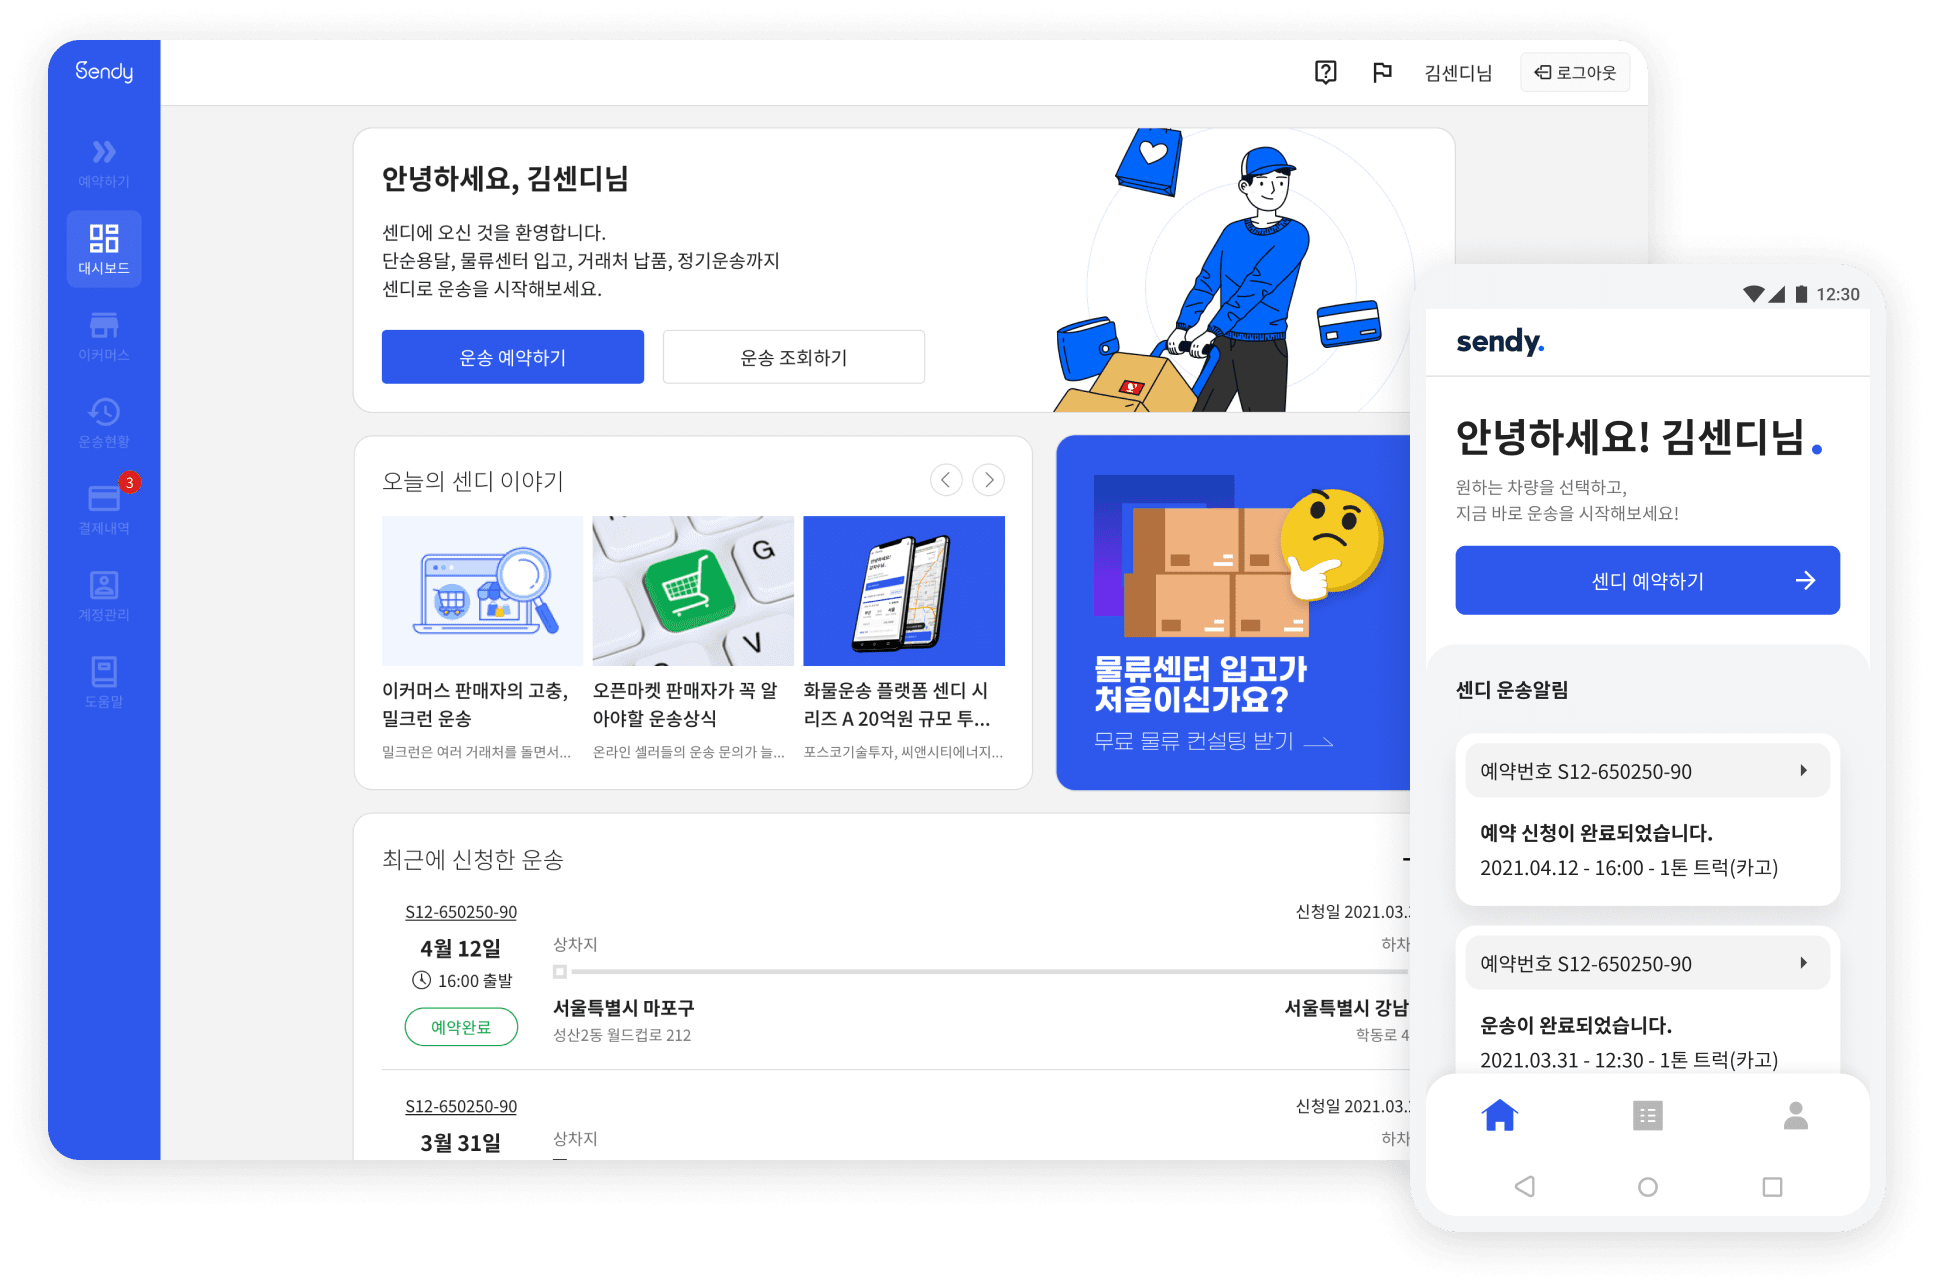 Sendy
예약하기
대시보드
이커머스
운송현황
3
결제내역
계정관리
도움말
김센디님
로그아웃
안녕하세요, 김센디님
센디에 오신 것을 환영합니다.
단순용달, 물류센터 입고, 거래처 납품, 정기운송까지
센디로 운송을 시작해보세요.
운송 예약하기
운송 조회하기
오늘의 센디 이야기
G
V
이커머스 판매자의 고충,
밀크런 운송
밀크런은 여러 거래처를 돌면서...
오픈마켓 판매자가 꼭 알
아야할 운송상식
온라인 셀러들의 운송 문의가 늘...
화물운송 플랫폼 센디 시
리즈 A 20억원 규모 투...
포스코기술투자, 씨앤시티에너지...
물류센터 입고가
처음이신가요?
무료 물류 컨설팅 받기
최근에 신청한 운송
S12-650250-90
신청일 2021.03.
4월 12일
상차지
하차
16:00 출발
서울특별시 마포구
서울특별시 강남
예약완료
성산2동 월드컵로 212
학동로 4
S12-650250-90
신청일 2021.03.
3월 31일
상차지
하차
12:30
sendy.
안녕하세요! 김센디님.
원하는 차량을 선택하고,
지금 바로 운송을 시작해보세요!
센디 예약하기
센디 운송알림
예약번호 S12-650250-90
예약 신청이 완료되었습니다.
2021.04.12 - 16:00 - 1톤 트럭(카고)
예약번호 S12-650250-90
운송이 완료되었습니다.
2021.03.31 - 12:30 - 1톤 트럭(카고)